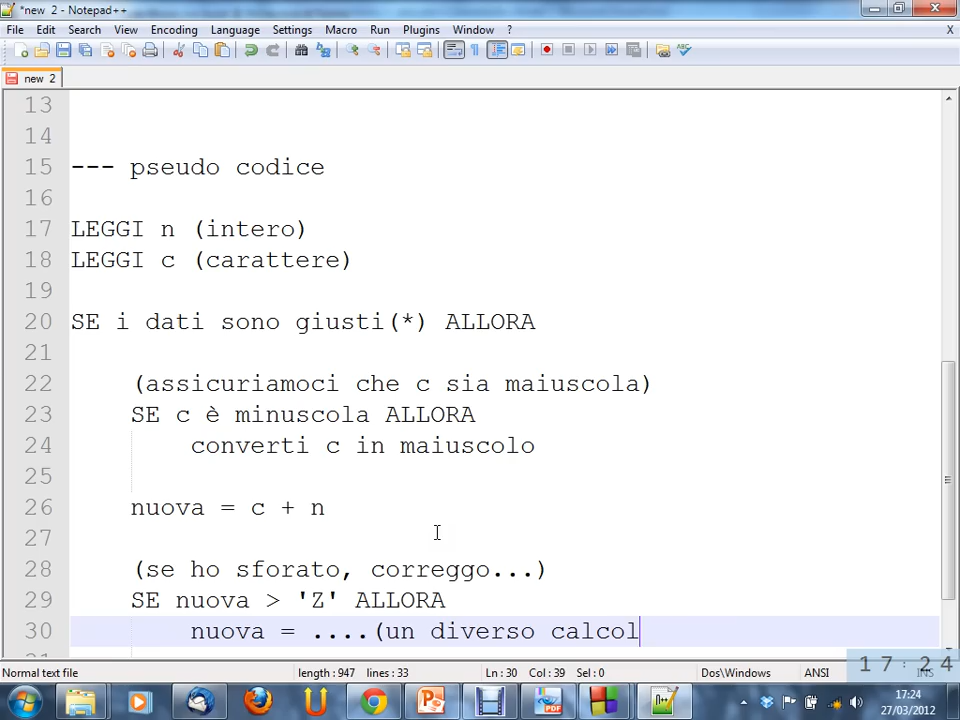 *new 2 - Notepad++
File Edit Search View Encoding Language Settings Macro Run Plugins Window ? X
new 2
13
14
15 --- pseudo codice
16
17 LEGGI n (intero)
18 LEGGI c (carattere)
19
20 SE i dati sono giusti(*) ALLORA
21
22 (assicuriamoci che c sia maiuscola)
23 SE c è minuscola ALLORA
24 converti c in maiuscolo
25
26 nuova = c + n
27
28 (se ho sforato, correggo...)
29 SE nuova > 'Z' ALLORA
30 nuova = ....(un diverso calcol
Normal text file length : 947 lines : 33 Ln : 30 Col : 39 Sel : 0 Dos\Windows ANSI INS
17:24
17:24
27/03/2012